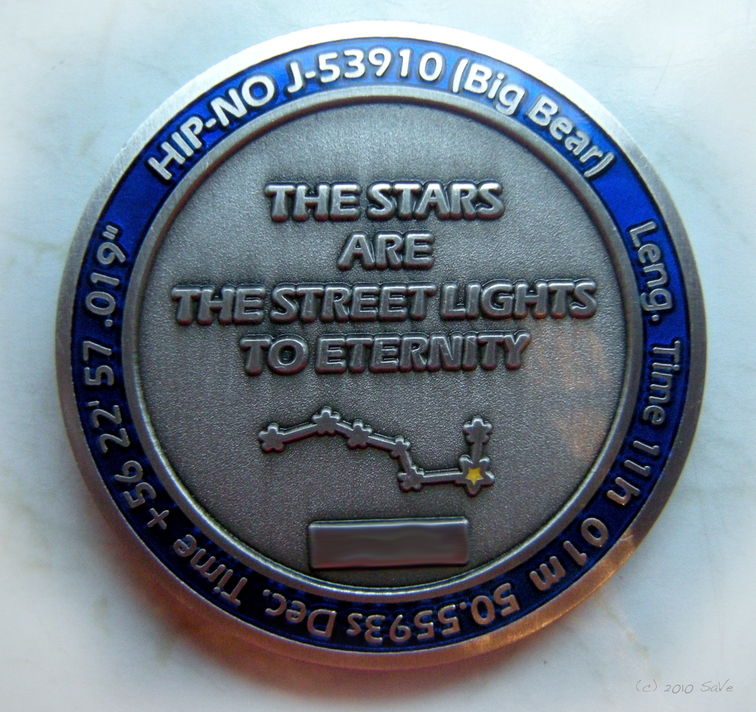 HIP-NO J-53910 (Big Bear)
Leng. Time 11h 01m 50.5593s Dec. Time +56 22' 57 .019"
THE STARS
ARE
THE STREET LIGHTS
TO ETERNITY
(c) 2010 SaVe